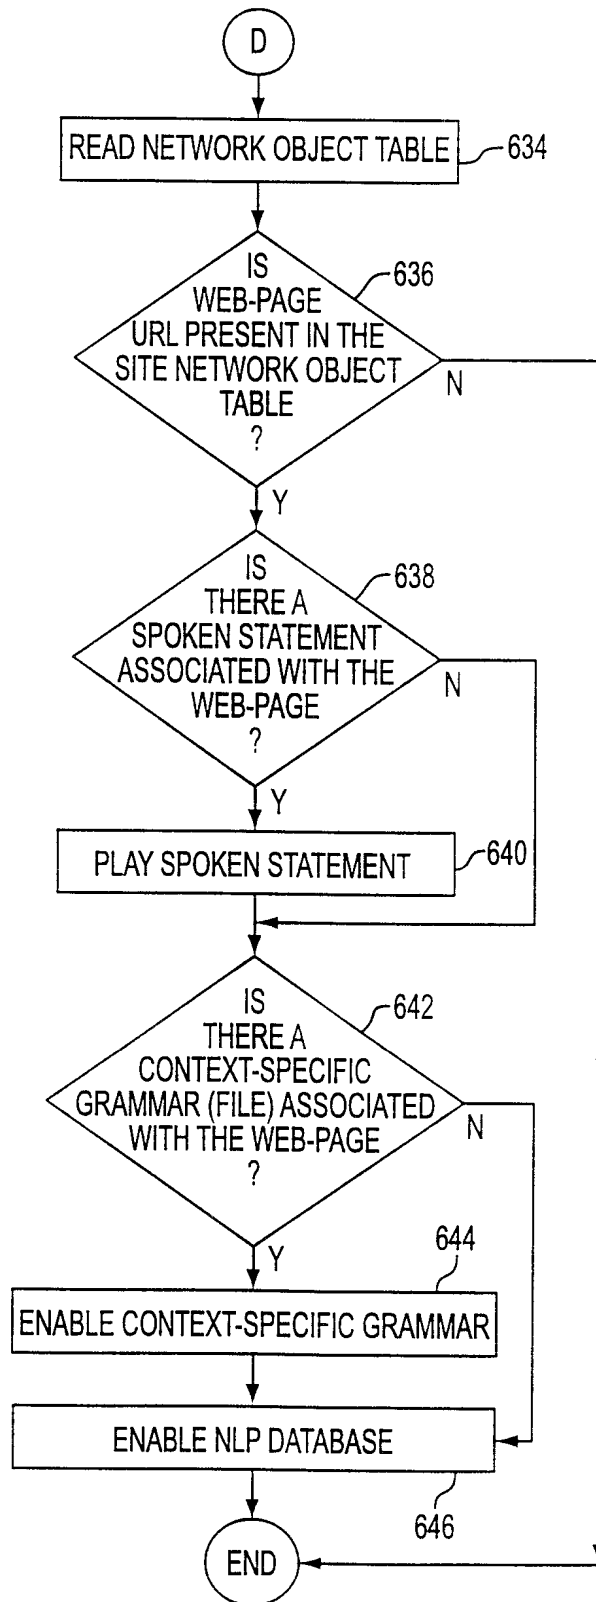 D
READ NETWORK OBJECT TABLE
634
IS
WEB-PAGE
URL PRESENT IN THE
SITE NETWORK OBJECT
TABLE
?
636
N
Y
IS
THERE A
SPOKEN STATEMENT
ASSOCIATED WITH THE
WEB-PAGE
?
638
N
Y
PLAY SPOKEN STATEMENT
640
IS
THERE A
CONTEXT-SPECIFIC
GRAMMAR (FILE) ASSOCIATED
WITH THE WEB-PAGE
?
642
N
Y
644
ENABLE CONTEXT-SPECIFIC GRAMMAR
ENABLE NLP DATABASE
646
END